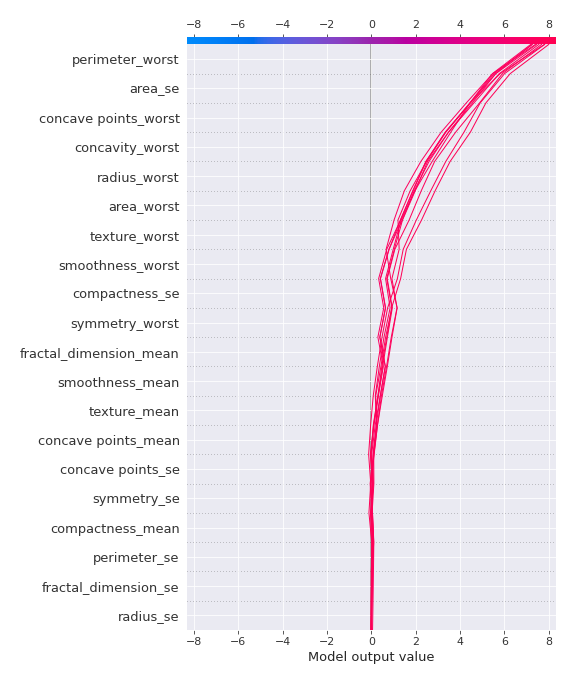 −8 −6 −4 −2 0 2 4 6 8
perimeter_worst
area_se
concave points_worst
concavity_worst
radius_worst
area_worst
texture_worst
smoothness_worst
compactness_se
symmetry_worst
fractal_dimension_mean
smoothness_mean
texture_mean
concave points_mean
concave points_se
symmetry_se
compactness_mean
perimeter_se
fractal_dimension_se
radius_se
−8 −6 −4 −2 0 2 4 6 8
Model output value